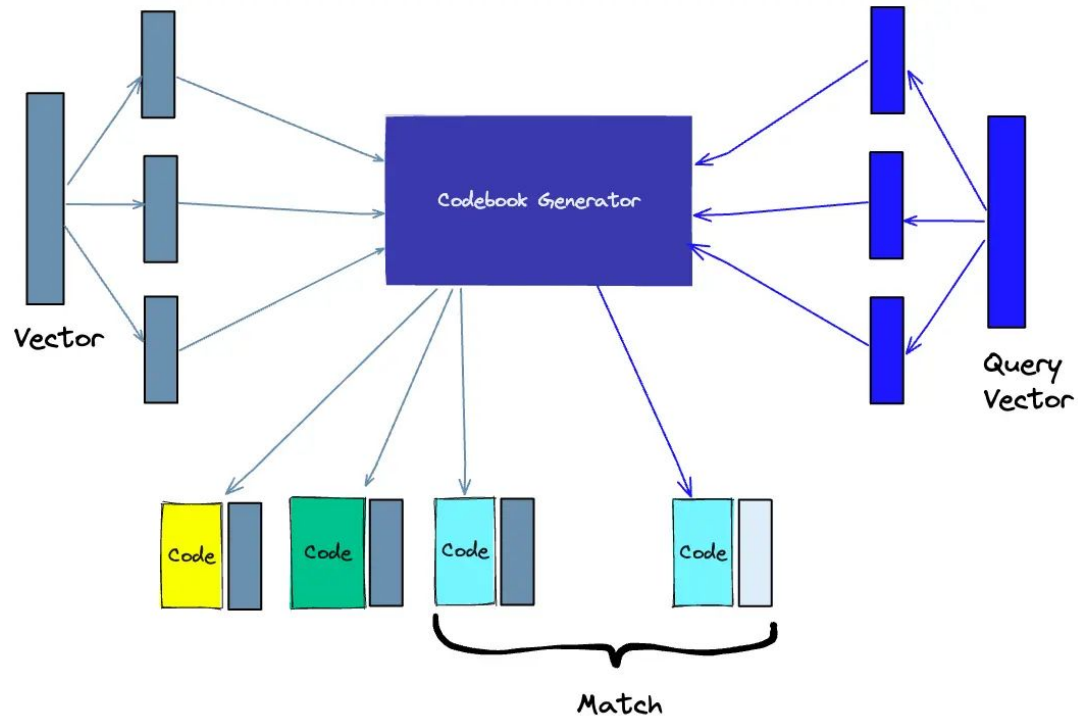 Codebook Generator
Vector
Query
Vector
Code
Code
Code
Code
Match